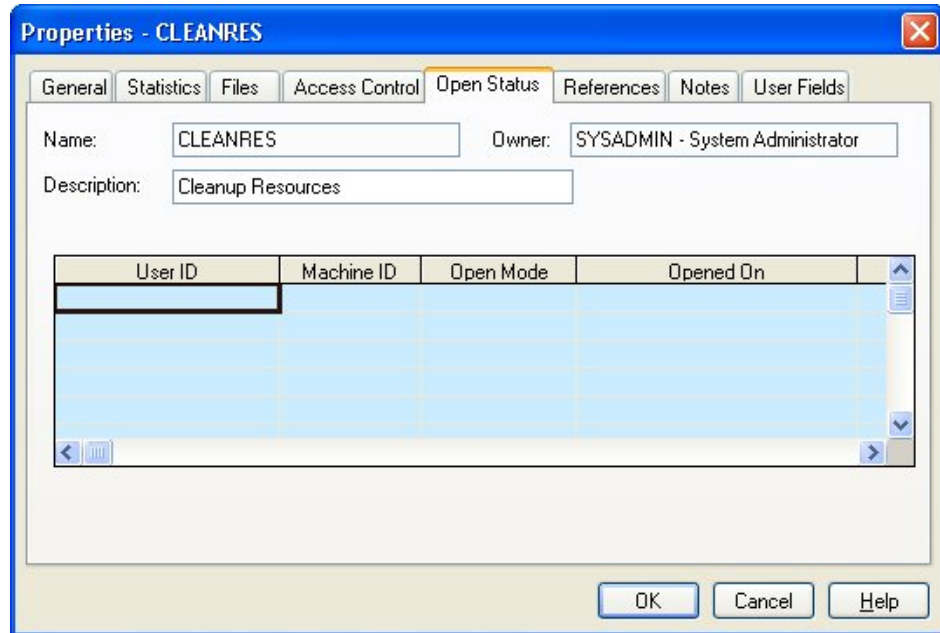 Properties - CLEANRES
General Statistics Files Access Control Open Status References Notes User Fields
Name: CLEANRES Owner: SYSADMIN - System Administrator
Description: Cleanup Resources
User ID Machine ID Open Mode Opened On
OK Cancel Help